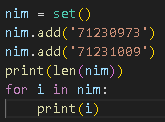 nim = set()
nim.add('71230973')
nim.add('71231009')
print(len(nim))
for i in nim:
    print(i)